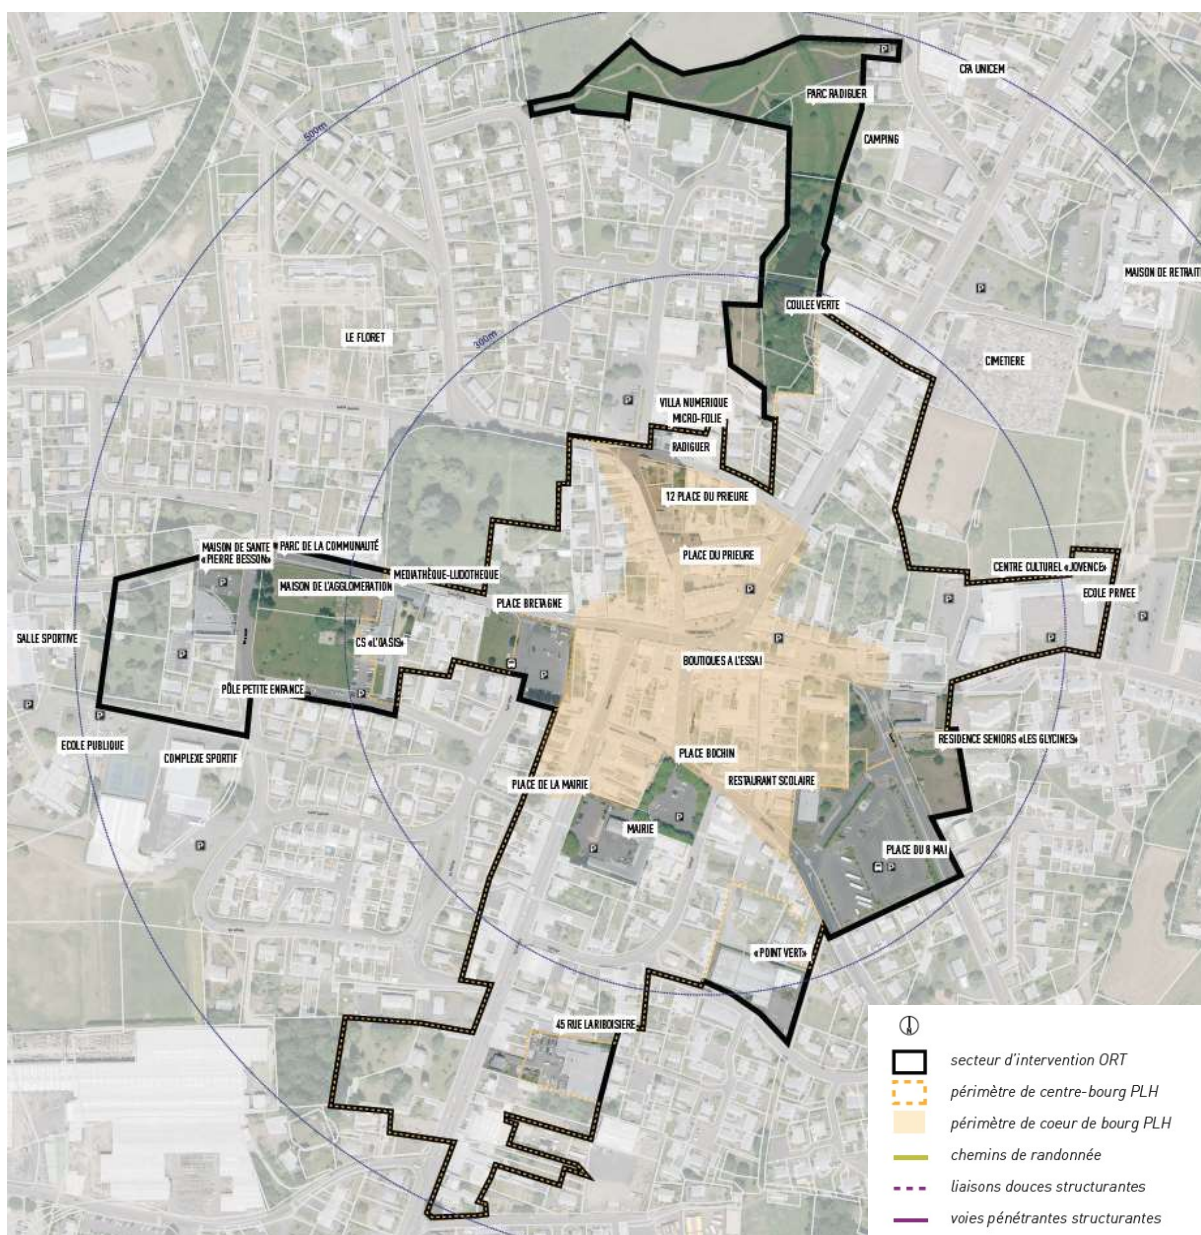 CFA UNICEM
PARC RADIGUER
500m
CAMPING
MAISON DE RETRAIT
COULEE VERTE
300m
LE FLORET
CIMETIERE
VILLA NUMERIQUE
MICRO-FOLIE
RADIGUER
12 PLACE DU PRIEURE
MAISON DE SANTE
«PIERRE BESSON»
PARC DE LA COMMUNAUTÉ
PLACE DU PRIEURE
CENTRE CULTUREL «JOVENCE»
MEDIATHÈQUE-LUDOTHEQUE
MAISON DE L'AGGLOMERATION
ECOLE PRIVEE
PLACE BRETAGNE
SALLE SPORTIVE
CS «L'OASIS»
BOUTIQUES A L'ESSAI
PÔLE PETITE ENFANCE
ECOLE PUBLIQUE
COMPLEXE SPORTIF
RESIDENCE SENIORS «LES GLYCINES»
PLACE BOCHIN
PLACE DE LA MAIRIE
RESTAURANT SCOLAIRE
MAIRIE
PLACE DU 8 MAI
«POINT VERT»
45 RUE LARIBOISIERE
secteur d'intervention ORT
périmètre de centre-bourg PLH
périmètre de coeur de bourg PLH
chemins de randonnée
liaisons douces structurantes
voies pénétrantes structurantes